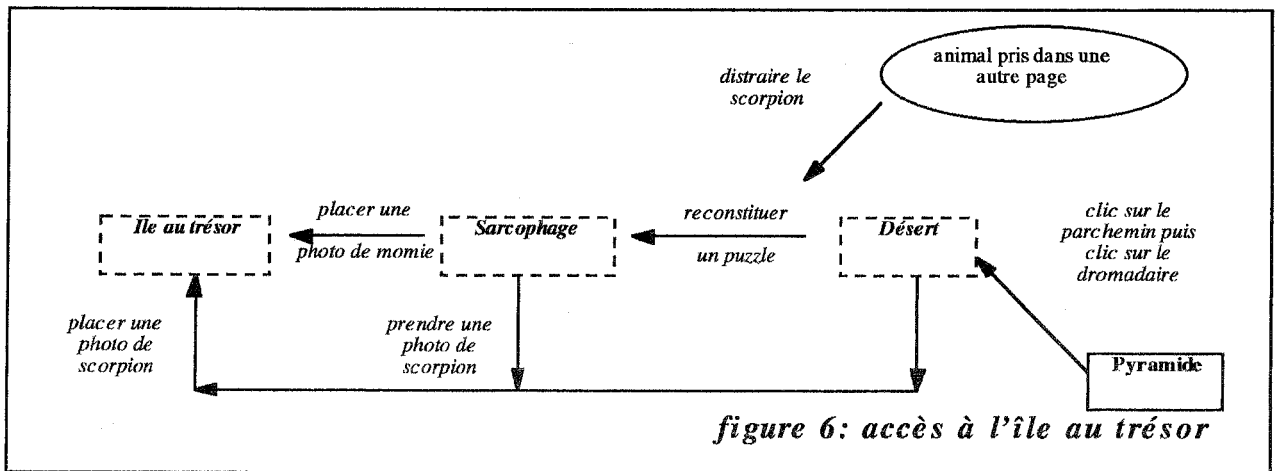 animal pris dans une
autre page
distraire le
scorpion
Ile au trésor
placer une
photo de momie
Sarcophage
reconstituer
un puzzle
Désert
clic sur le
parchemin puis
clic sur le
dromadaire
placer une
photo de
scorpion
prendre une
photo de
scorpion
Pyramide
figure 6: accès à l'île au trésor